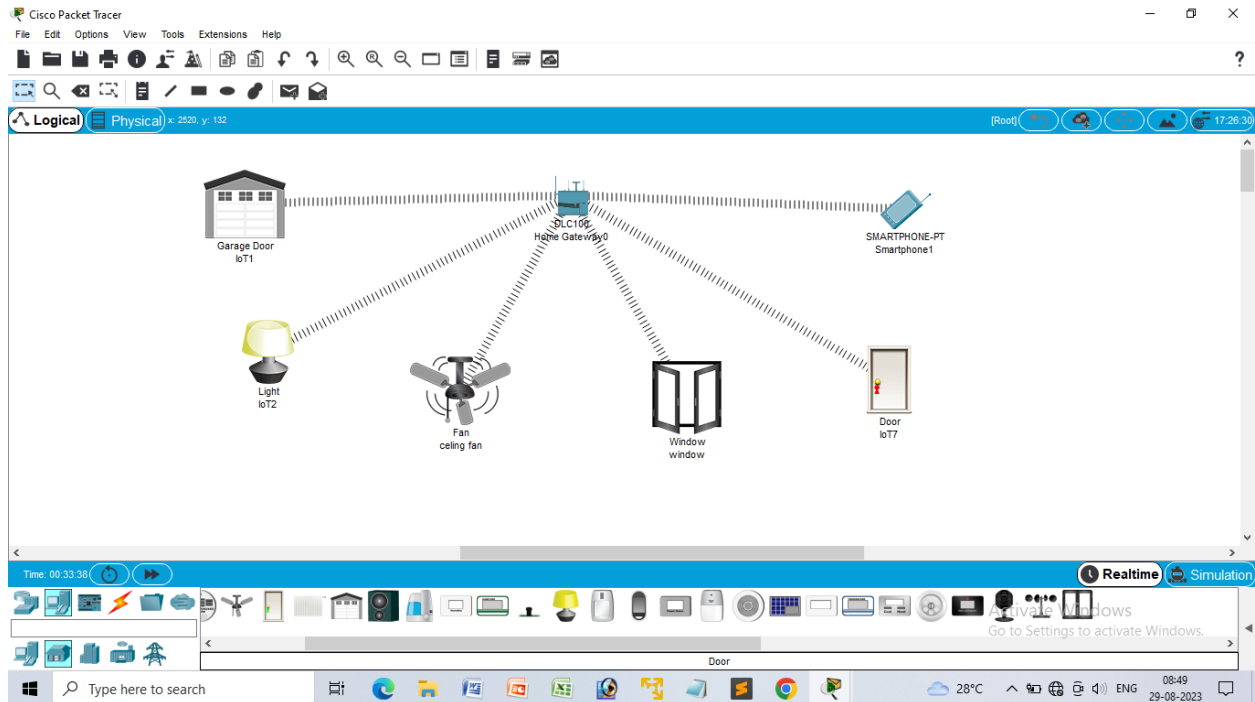 Cisco Packet Tracer
File Edit Options View Tools Extensions Help
?
Logical Physical x: 2520, y: 132 [Root] 17:26:30
Garage Door
IoT1
DLC100
Home Gateway0
SMARTPHONE-PT
Smartphone1
Light
IoT2
Fan
celing fan
Window
window
Door
IoT7
Time: 00:33:38 Realtime Simulation
Activate Windows
Go to Settings to activate Windows.
Door
Type here to search 28°C ENG 08:49
29-08-2023